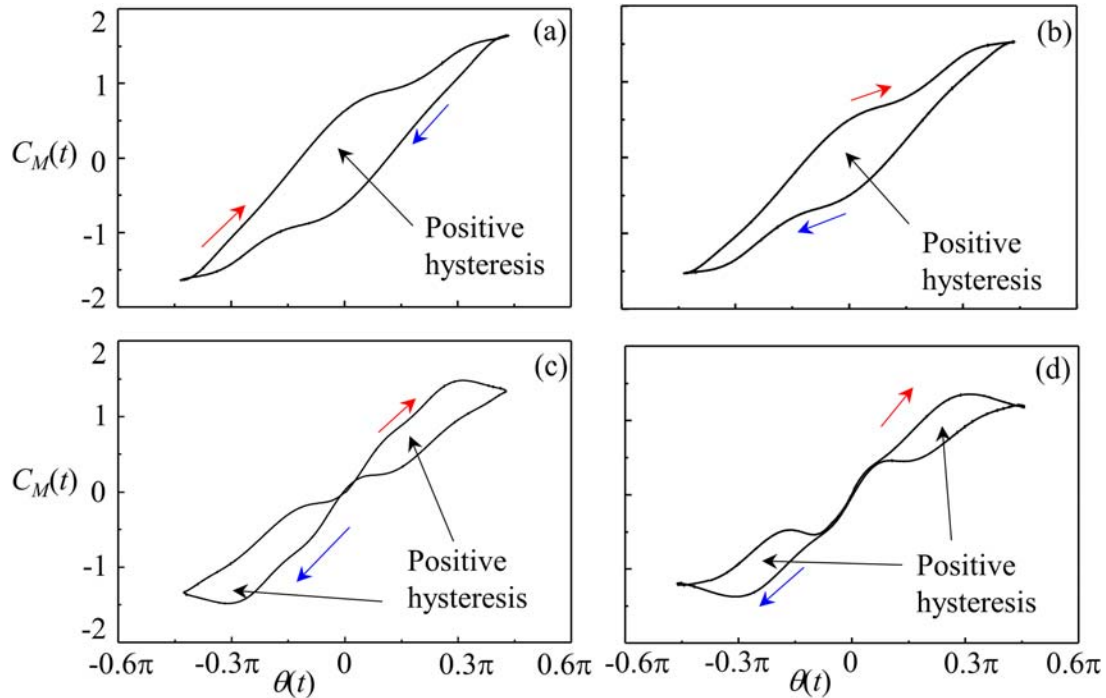 2
(a)
(b)
1
C_M(t)
0
Positive
hysteresis
Positive
hysteresis
-1
-2
2
(c)
(d)
1
C_M(t)
0
Positive
hysteresis
Positive
hysteresis
-1
-2
-0.6π -0.3π 0 0.3π 0.6π
-0.6π -0.3π 0 0.3π 0.6π
θ(t)
θ(t)